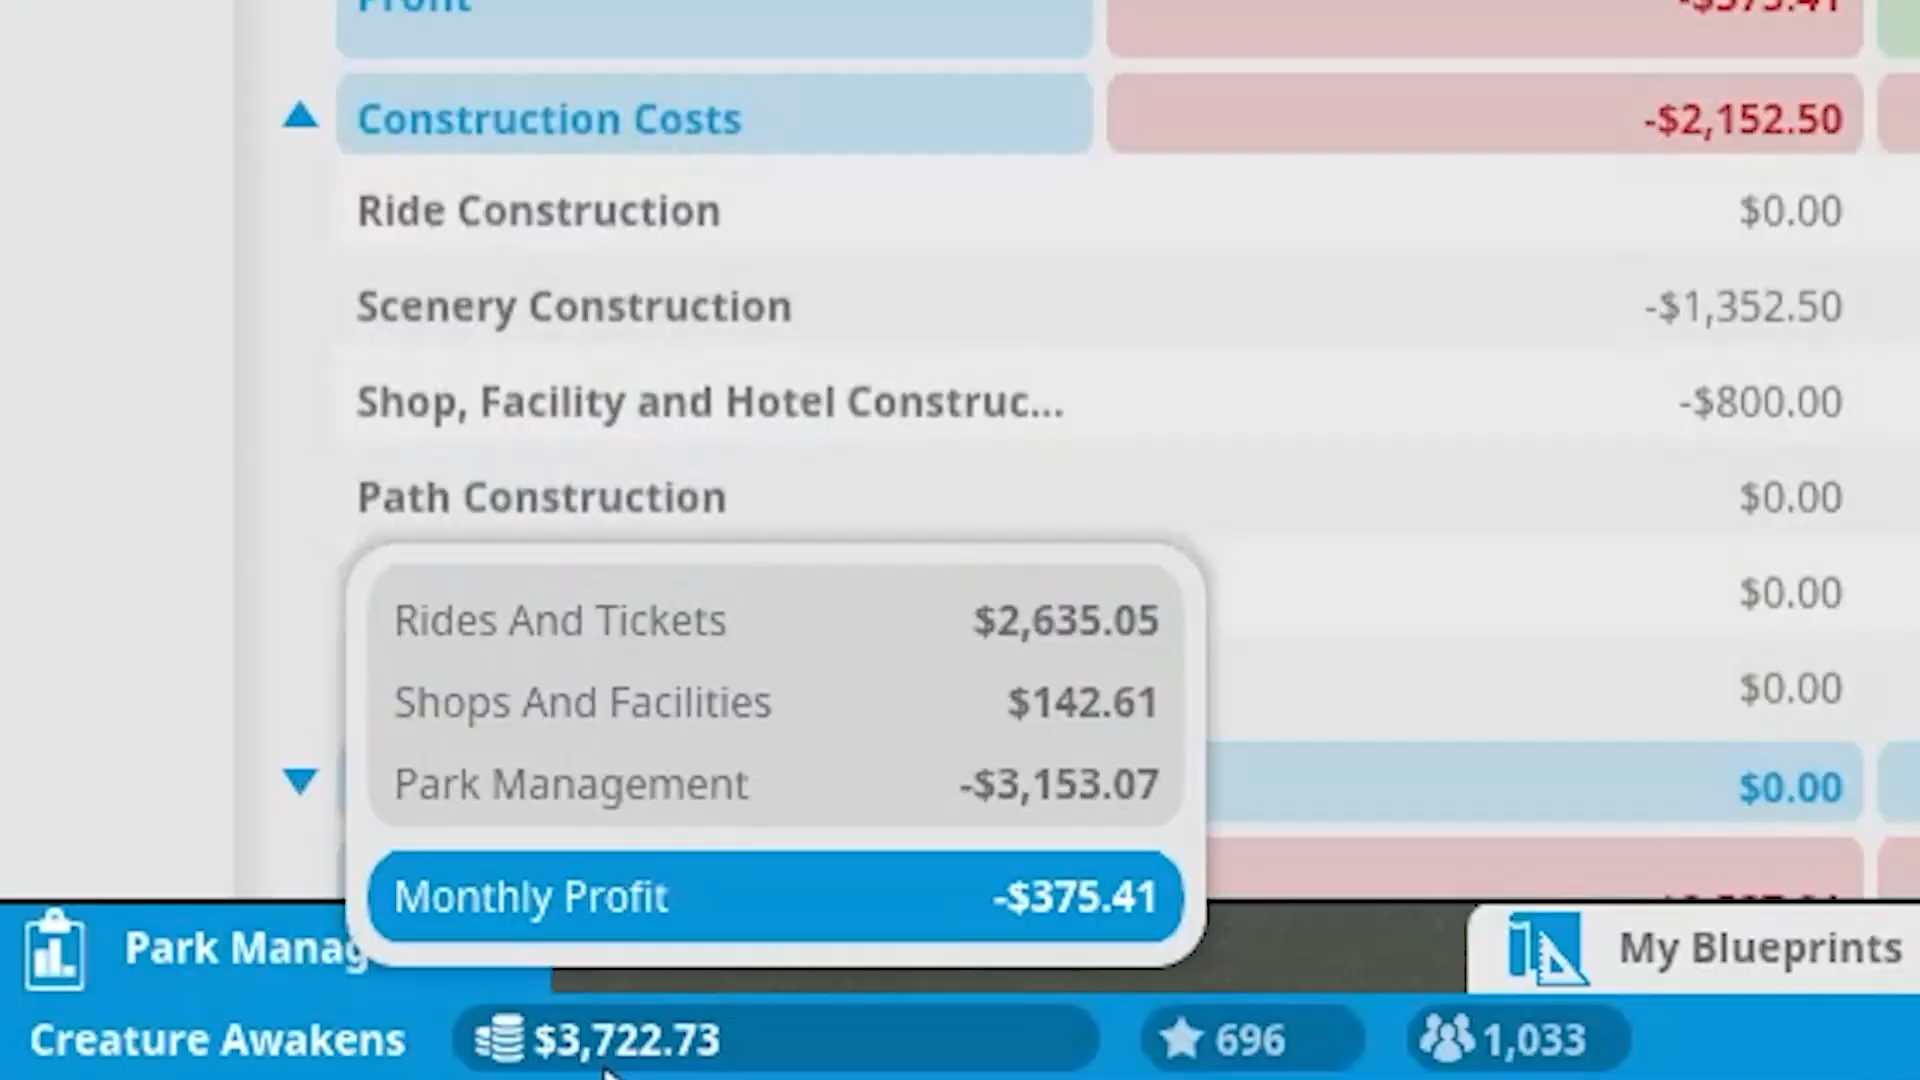 Profit -$375.41
Construction Costs -$2,152.50
Ride Construction $0.00
Scenery Construction -$1,352.50
Shop, Facility and Hotel Construc... -$800.00
Path Construction $0.00
$0.00
$0.00
$0.00
Rides And Tickets $2,635.05
Shops And Facilities $142.61
Park Management -$3,153.07
Monthly Profit -$375.41
Park Manag
My Blueprints
Creature Awakens $3,722.73 696 1,033